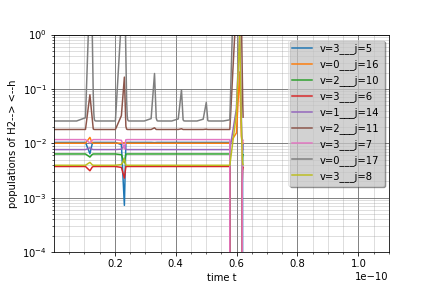 10⁰
10⁻¹
10⁻²
10⁻³
10⁻⁴
populations of H2--> <--h
v=3___j=5
v=0___j=16
v=2___j=10
v=3___j=6
v=1___j=14
v=2___j=11
v=3___j=7
v=0___j=17
v=3___j=8
0.2
0.4
0.6
0.8
1.0
1e−10
time t